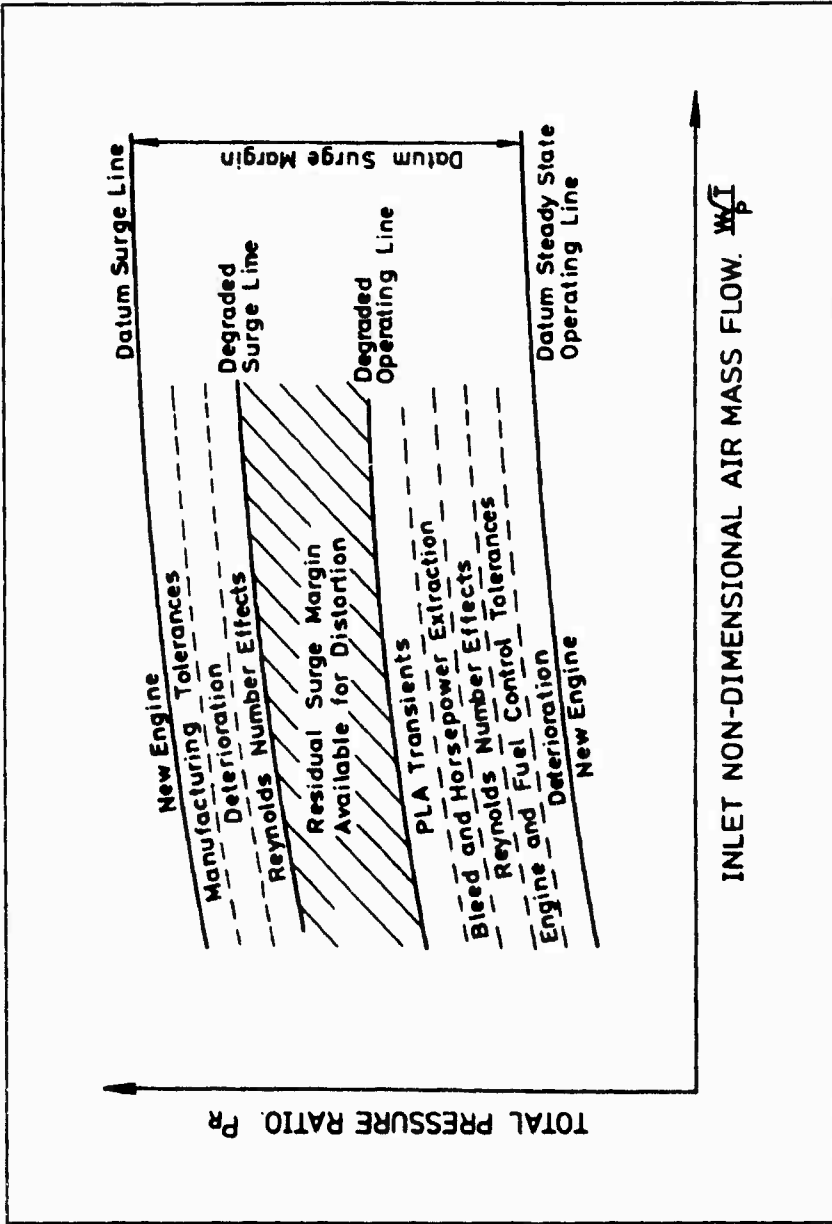 Datum Surge Line
New Engine
Manufacturing Tolerances
Deterioration
Reynolds Number Effects
Degraded
Surge Line
Residual Surge Margin
Available for Distortion
Datum Surge Margin
Degraded
Operating Line
PLA Transients
Bleed and Horsepower Extraction
Reynolds Number Effects
Engine and Fuel Control Tolerances
Deterioration
New Engine
Datum Steady State
Operating Line
TOTAL PRESSURE RATIO. PR
INLET NON-DIMENSIONAL AIR MASS FLOW. W√T
P